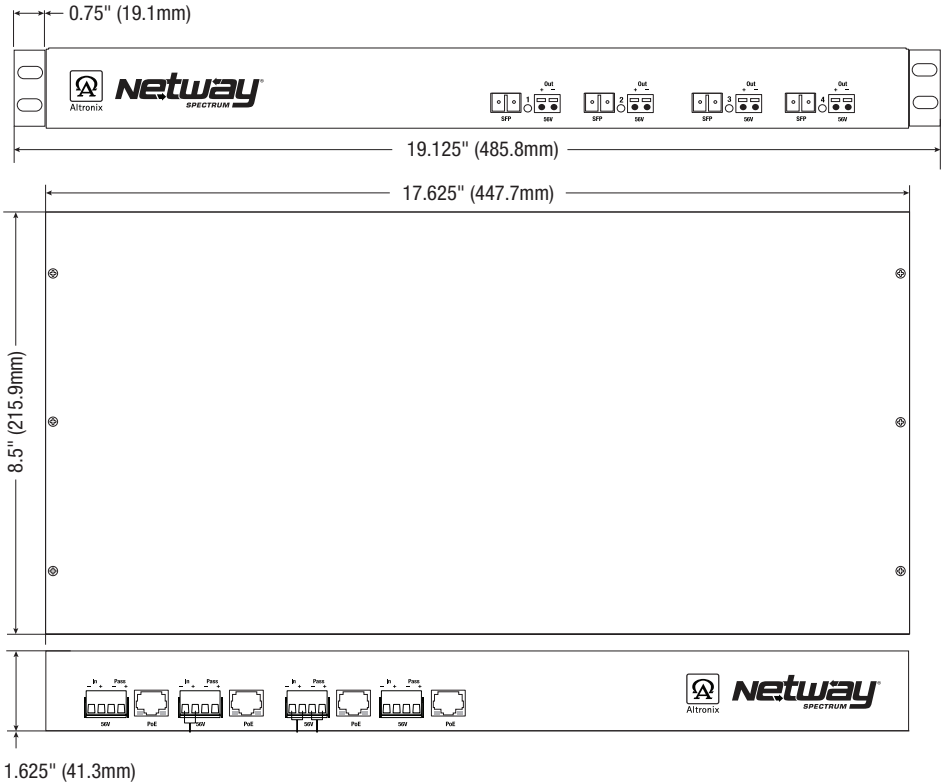 0.75" (19.1mm)
Altronix
Netway®
SPECTRUM
SFP
1
Out
+ −
56V
SFP
2
Out
+ −
56V
SFP
3
Out
+ −
56V
SFP
4
Out
+ −
56V
19.125" (485.8mm)
17.625" (447.7mm)
8.5" (215.9mm)
In Pass
− + − +
56V
PoE
In Pass
− + − +
56V
PoE
In Pass
− + − +
56V
PoE
In Pass
− + − +
56V
PoE
Altronix
Netway®
SPECTRUM
1.625" (41.3mm)